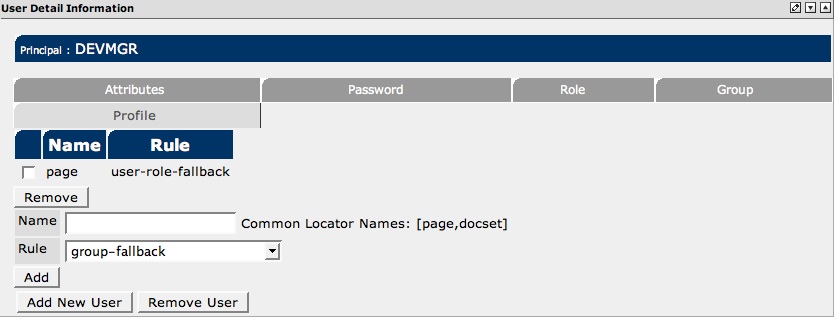 User Detail Information
Principal : DEVMGR
Attributes Password Role Group
Profile
Name Rule
page user-role-fallback
Remove
Name Common Locator Names: [page,docset]
Rule group-fallback
Add
Add New User Remove User